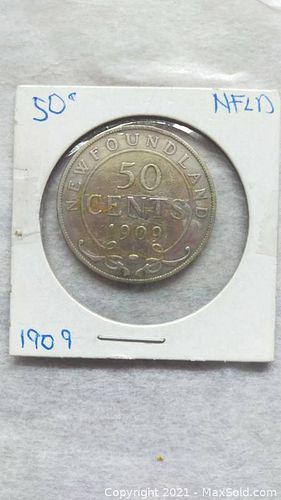 50¢ NFLD
NEWFOUNDLAND
50
CENTS
1909
1909
Copyright 2021 - MaxSold.com